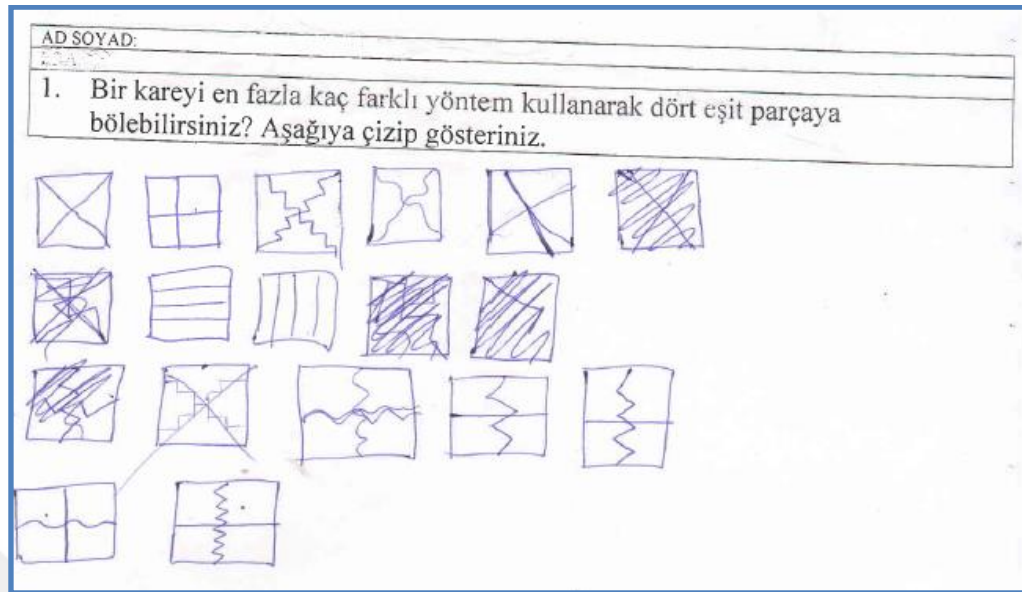 AD SOYAD:
1. Bir kareyi en fazla kaç farklı yöntem kullanarak dört eşit parçaya
bölebilirsiniz? Aşağıya çizip gösteriniz.